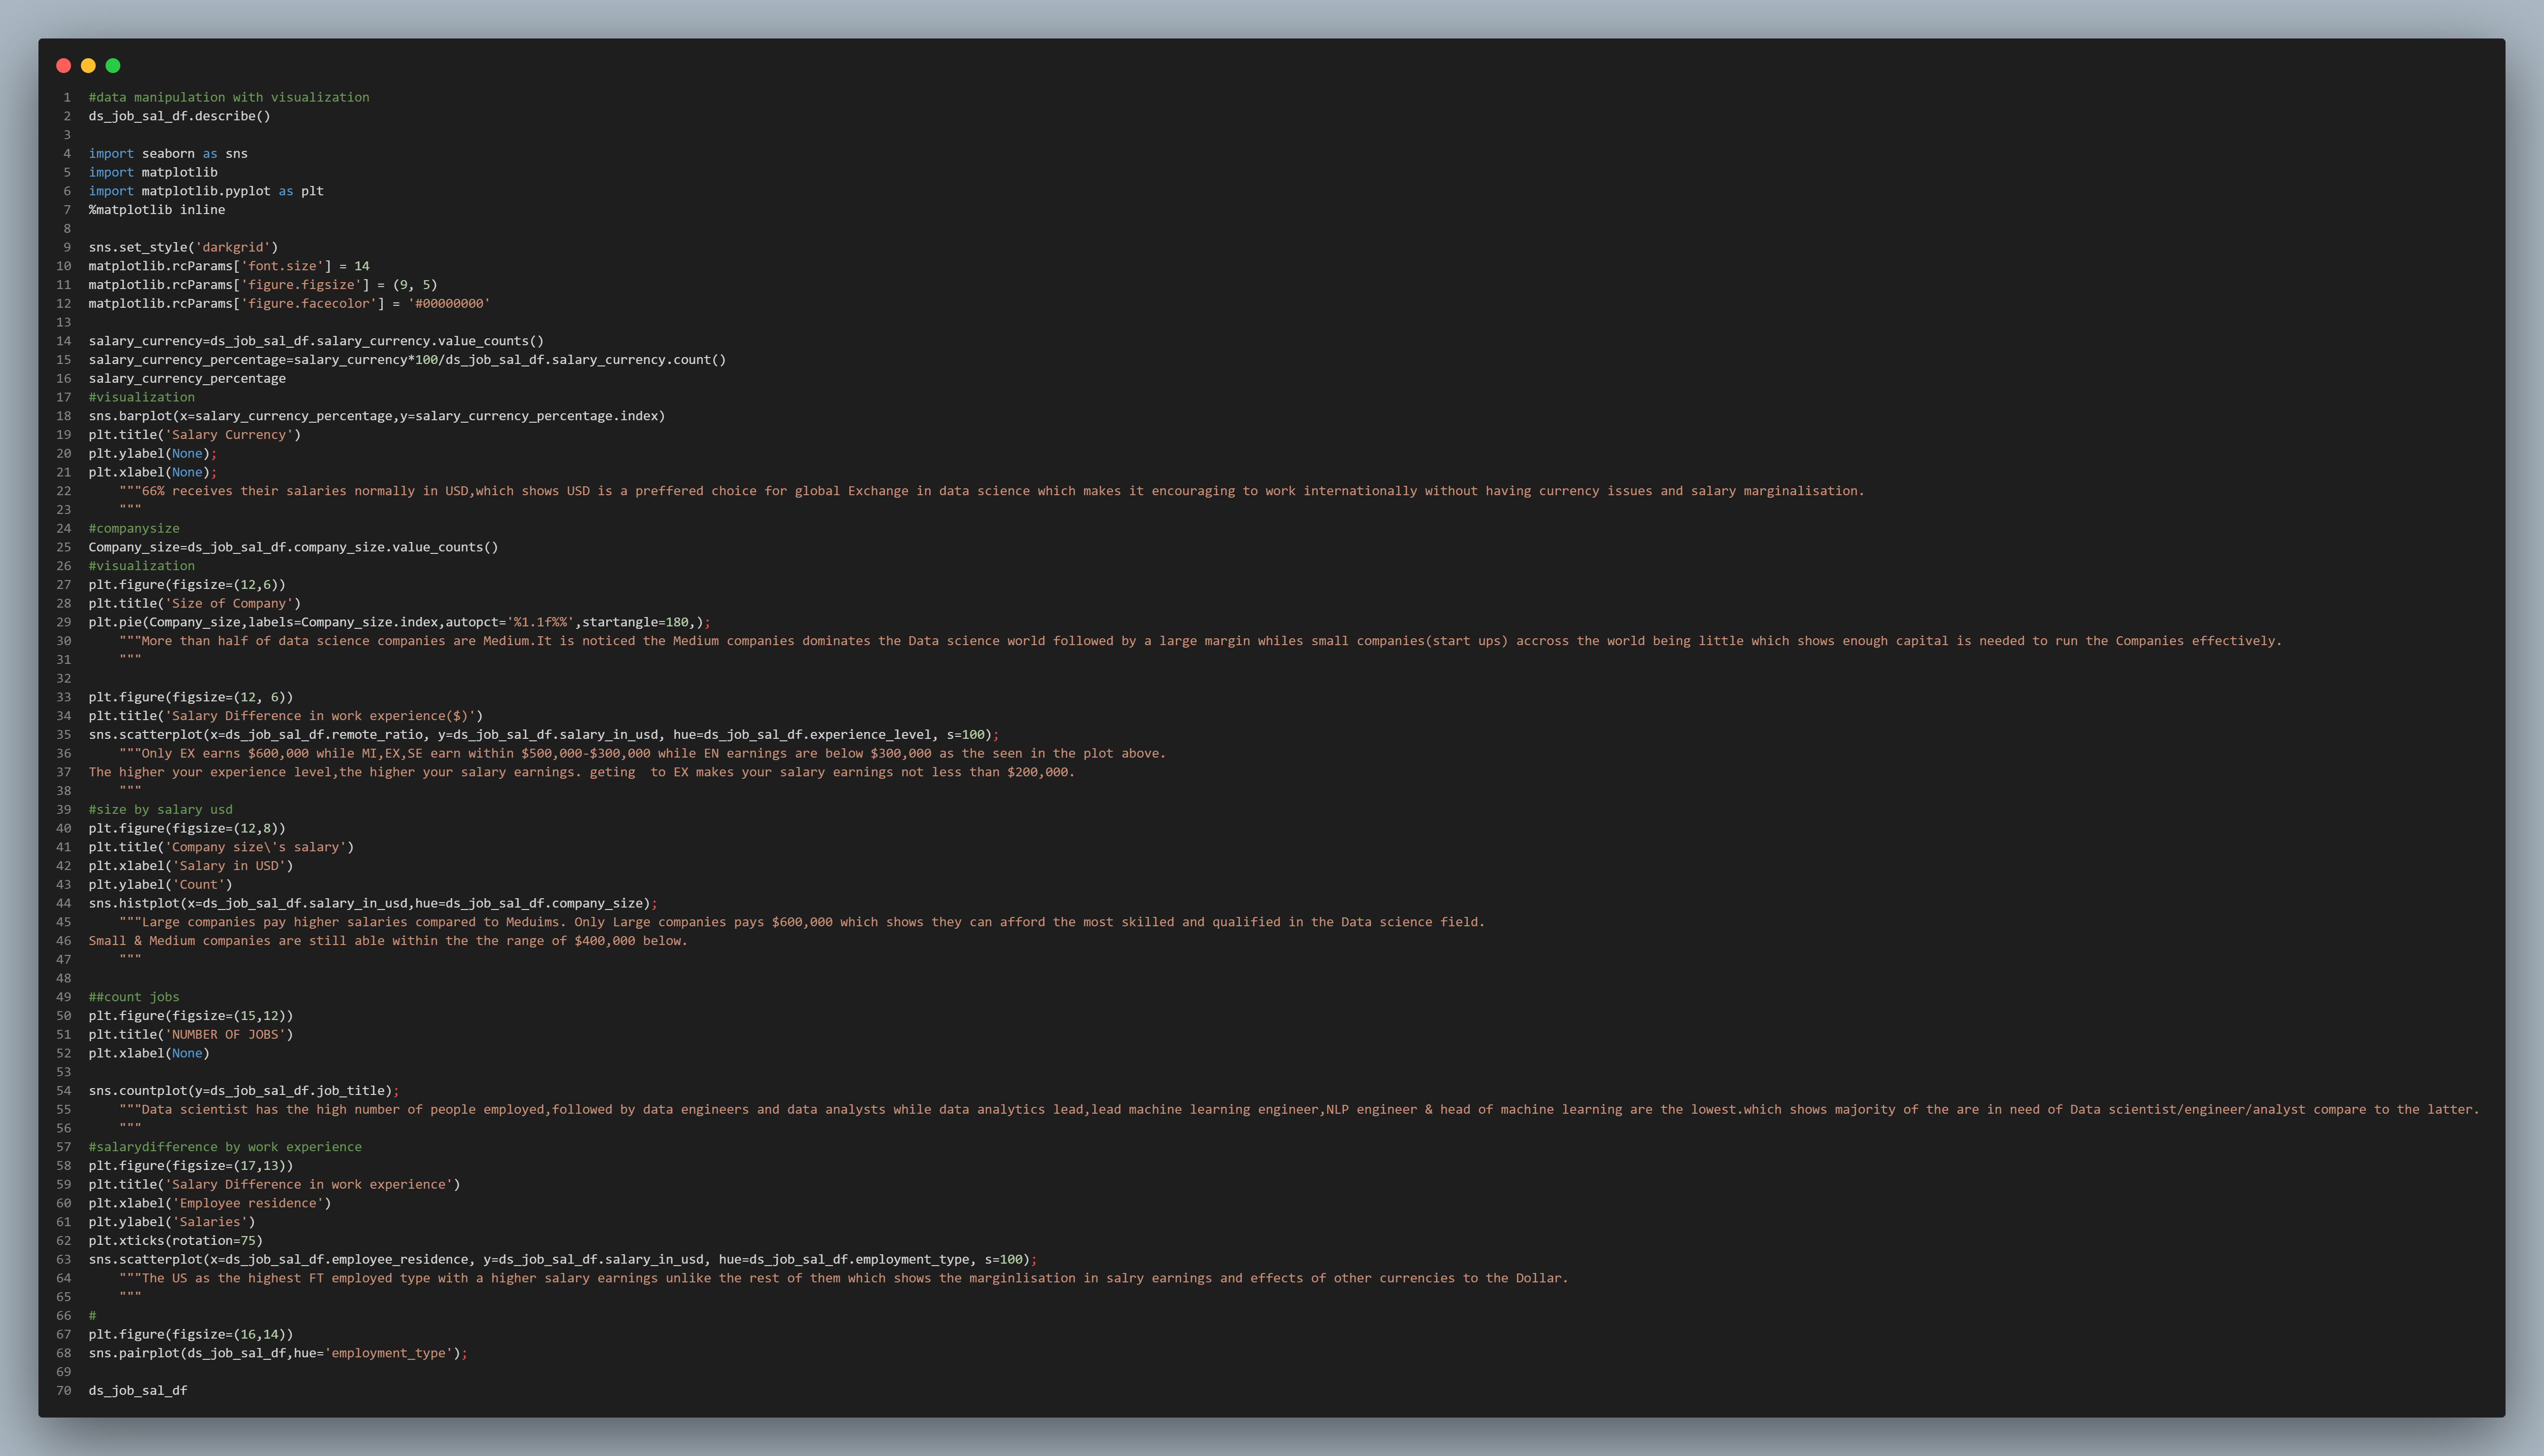 1 #data manipulation with visualization
2 ds_job_sal_df.describe()
3
4 import seaborn as sns
5 import matplotlib
6 import matplotlib.pyplot as plt
7 %matplotlib inline
8
9 sns.set_style('darkgrid')
10 matplotlib.rcParams['font.size'] = 14
11 matplotlib.rcParams['figure.figsize'] = (9, 5)
12 matplotlib.rcParams['figure.facecolor'] = '#00000000'
13
14 salary_currency=ds_job_sal_df.salary_currency.value_counts()
15 salary_currency_percentage=salary_currency*100/ds_job_sal_df.salary_currency.count()
16 salary_currency_percentage
17 #visualization
18 sns.barplot(x=salary_currency_percentage,y=salary_currency_percentage.index)
19 plt.title('Salary Currency')
20 plt.ylabel(None);
21 plt.xlabel(None);
22     """66% receives their salaries normally in USD,which shows USD is a preffered choice for global Exchange in data science which makes it encouraging to work internationally without having currency issues and salary marginalisation.
23     """
24 #companysize
25 Company_size=ds_job_sal_df.company_size.value_counts()
26 #visualization
27 plt.figure(figsize=(12,6))
28 plt.title('Size of Company')
29 plt.pie(Company_size,labels=Company_size.index,autopct='%1.1f%%',startangle=180,);
30     """More than half of data science companies are Medium.It is noticed the Medium companies dominates the Data science world followed by a large margin whiles small companies(start ups) accross the world being little which shows enough capital is needed to run the Companies effectively.
31     """
32
33 plt.figure(figsize=(12, 6))
34 plt.title('Salary Difference in work experience($)')
35 sns.scatterplot(x=ds_job_sal_df.remote_ratio, y=ds_job_sal_df.salary_in_usd, hue=ds_job_sal_df.experience_level, s=100);
36     """Only EX earns $600,000 while MI,EX,SE earn within $500,000-$300,000 while EN earnings are below $300,000 as the seen in the plot above.
37 The higher your experience level,the higher your salary earnings. geting  to EX makes your salary earnings not less than $200,000.
38     """
39 #size by salary usd
40 plt.figure(figsize=(12,8))
41 plt.title('Company size\'s salary')
42 plt.xlabel('Salary in USD')
43 plt.ylabel('Count')
44 sns.histplot(x=ds_job_sal_df.salary_in_usd,hue=ds_job_sal_df.company_size);
45     """Large companies pay higher salaries compared to Meduims. Only Large companies pays $600,000 which shows they can afford the most skilled and qualified in the Data science field.
46 Small & Medium companies are still able within the the range of $400,000 below.
47     """
48
49 ##count jobs
50 plt.figure(figsize=(15,12))
51 plt.title('NUMBER OF JOBS')
52 plt.xlabel(None)
53
54 sns.countplot(y=ds_job_sal_df.job_title);
55     """Data scientist has the high number of people employed,followed by data engineers and data analysts while data analytics lead,lead machine learning engineer,NLP engineer & head of machine learning are the lowest.which shows majority of the are in need of Data scientist/engineer/analyst compare to the latter.
56     """
57 #salarydifference by work experience
58 plt.figure(figsize=(17,13))
59 plt.title('Salary Difference in work experience')
60 plt.xlabel('Employee residence')
61 plt.ylabel('Salaries')
62 plt.xticks(rotation=75)
63 sns.scatterplot(x=ds_job_sal_df.employee_residence, y=ds_job_sal_df.salary_in_usd, hue=ds_job_sal_df.employment_type, s=100);
64     """The US as the highest FT employed type with a higher salary earnings unlike the rest of them which shows the marginlisation in salry earnings and effects of other currencies to the Dollar.
65     """
66 #
67 plt.figure(figsize=(16,14))
68 sns.pairplot(ds_job_sal_df,hue='employment_type');
69
70 ds_job_sal_df